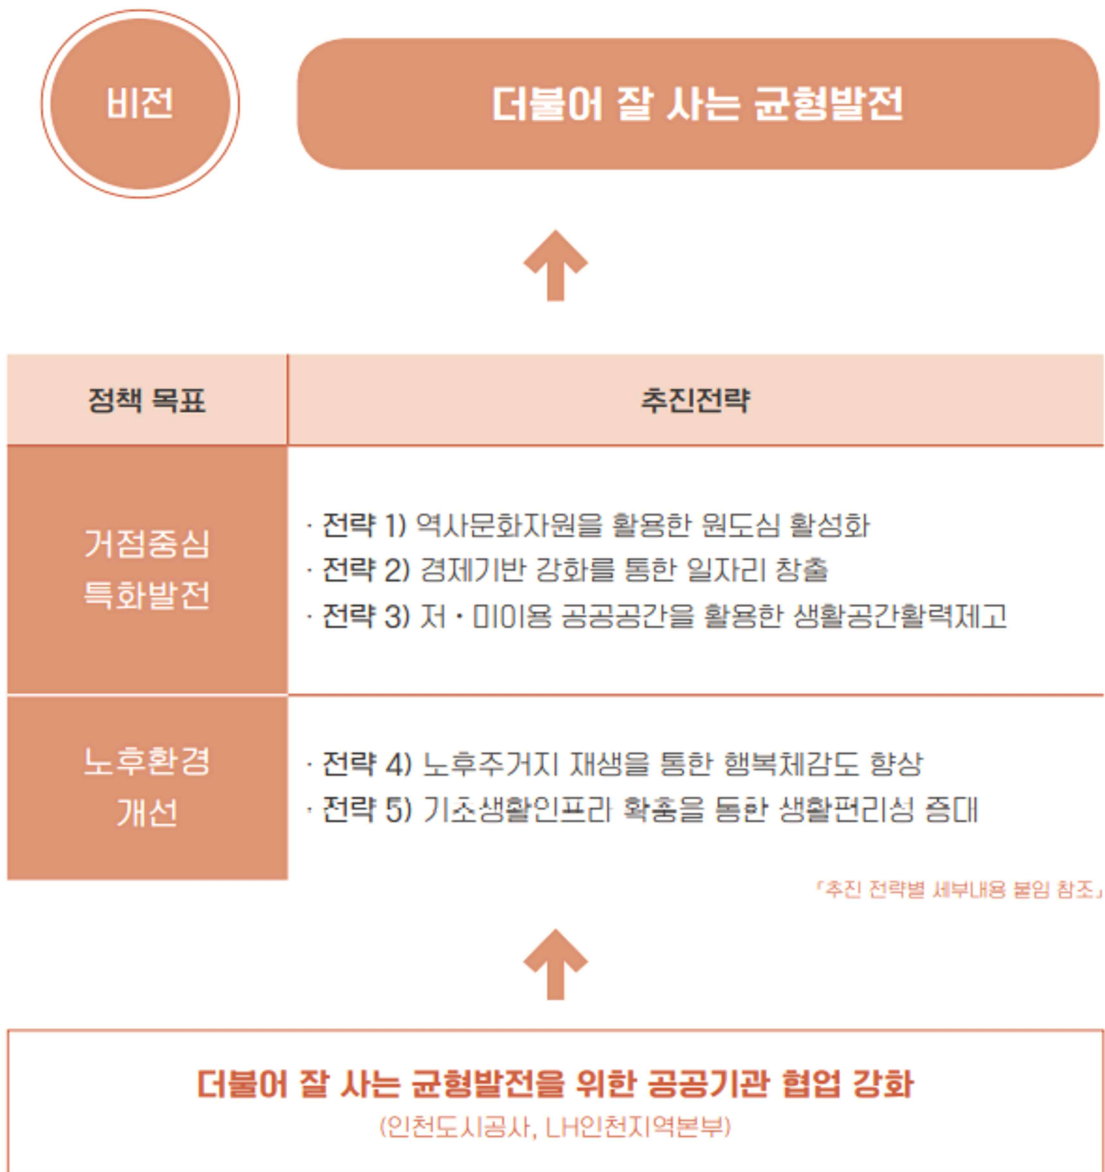 비전
더불어 잘 사는 균형발전
정책 목표
추진전략
거점중심
특화발전
· 전략 1) 역사문화자원을 활용한 원도심 활성화
· 전략 2) 경제기반 강화를 통한 일자리 창출
· 전략 3) 저・미이용 공공공간을 활용한 생활공간활력제고
노후환경
개선
· 전략 4) 노후주거지 재생을 통한 행복체감도 향상
· 전략 5) 기초생활인프라 확충을 통한 생활편리성 증대
「추진 전략별 세부내용 붙임 참조」
더불어 잘 사는 균형발전을 위한 공공기관 협업 강화
(인천도시공사, LH인천지역본부)